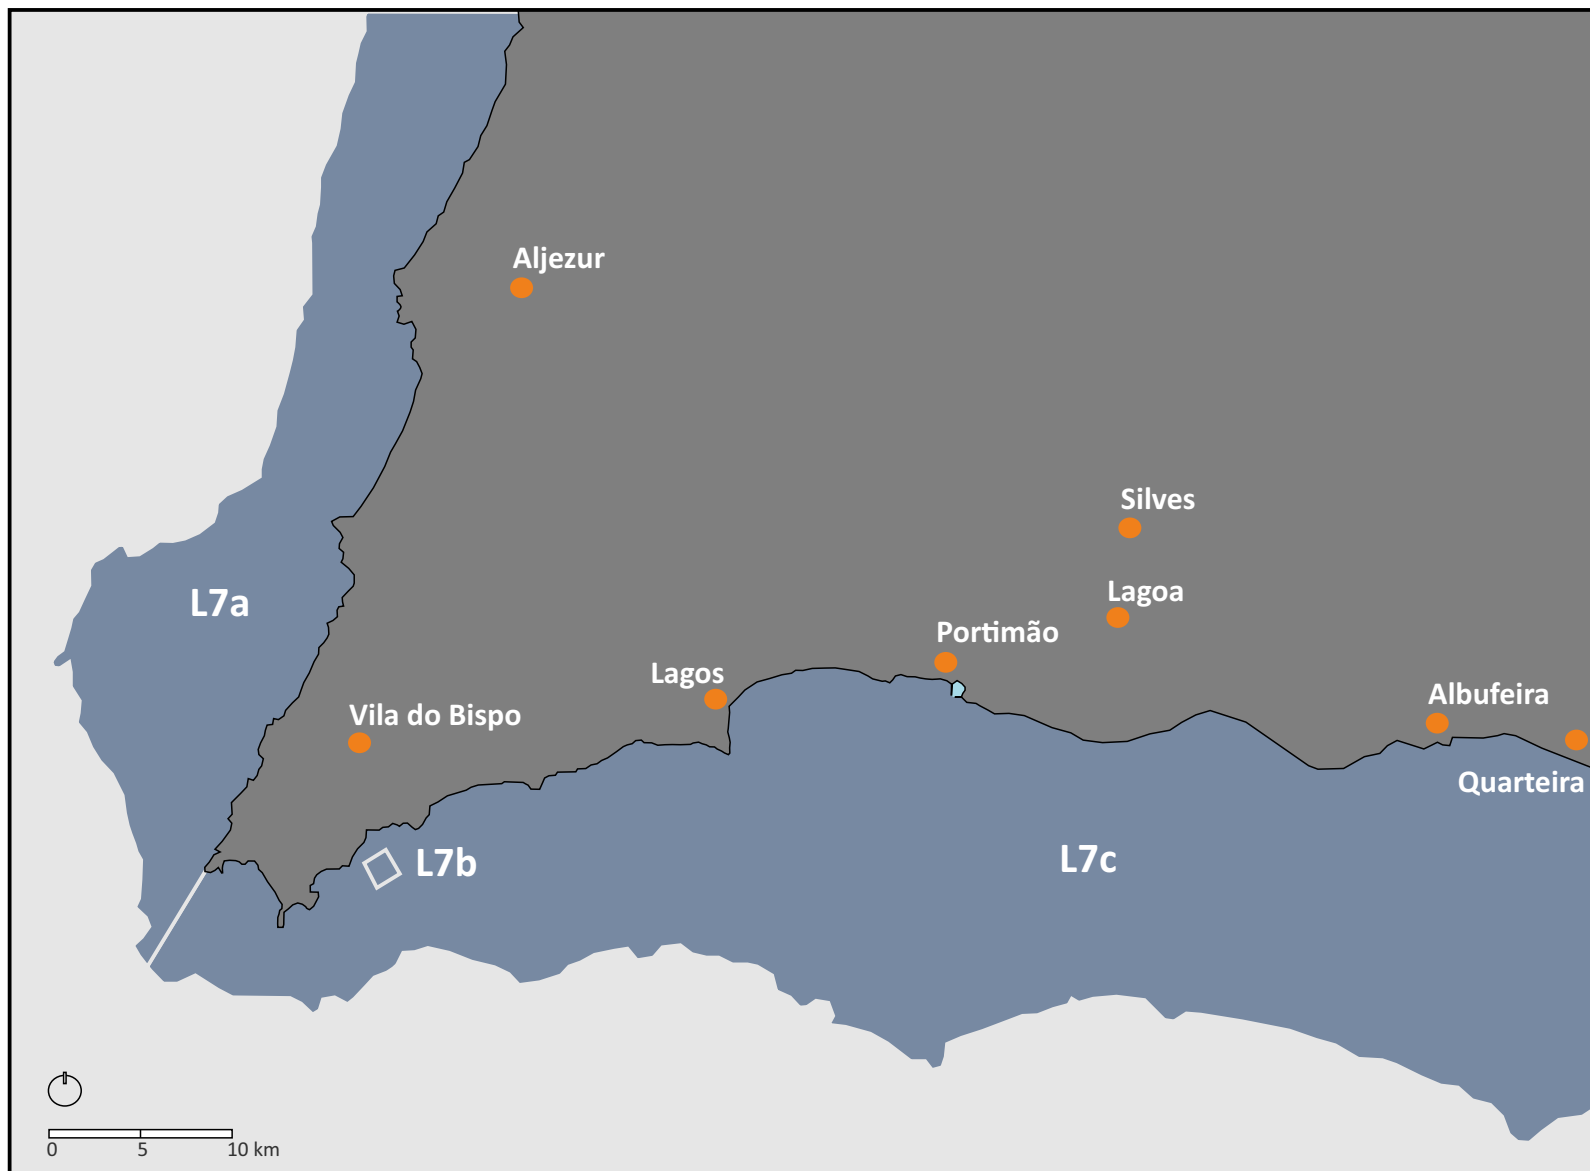 Aljezur
Silves
Lagoa
L7a
Portimão
Lagos
Vila do Bispo
Albufeira
Quarteira
L7b
L7c
0 5 10 km